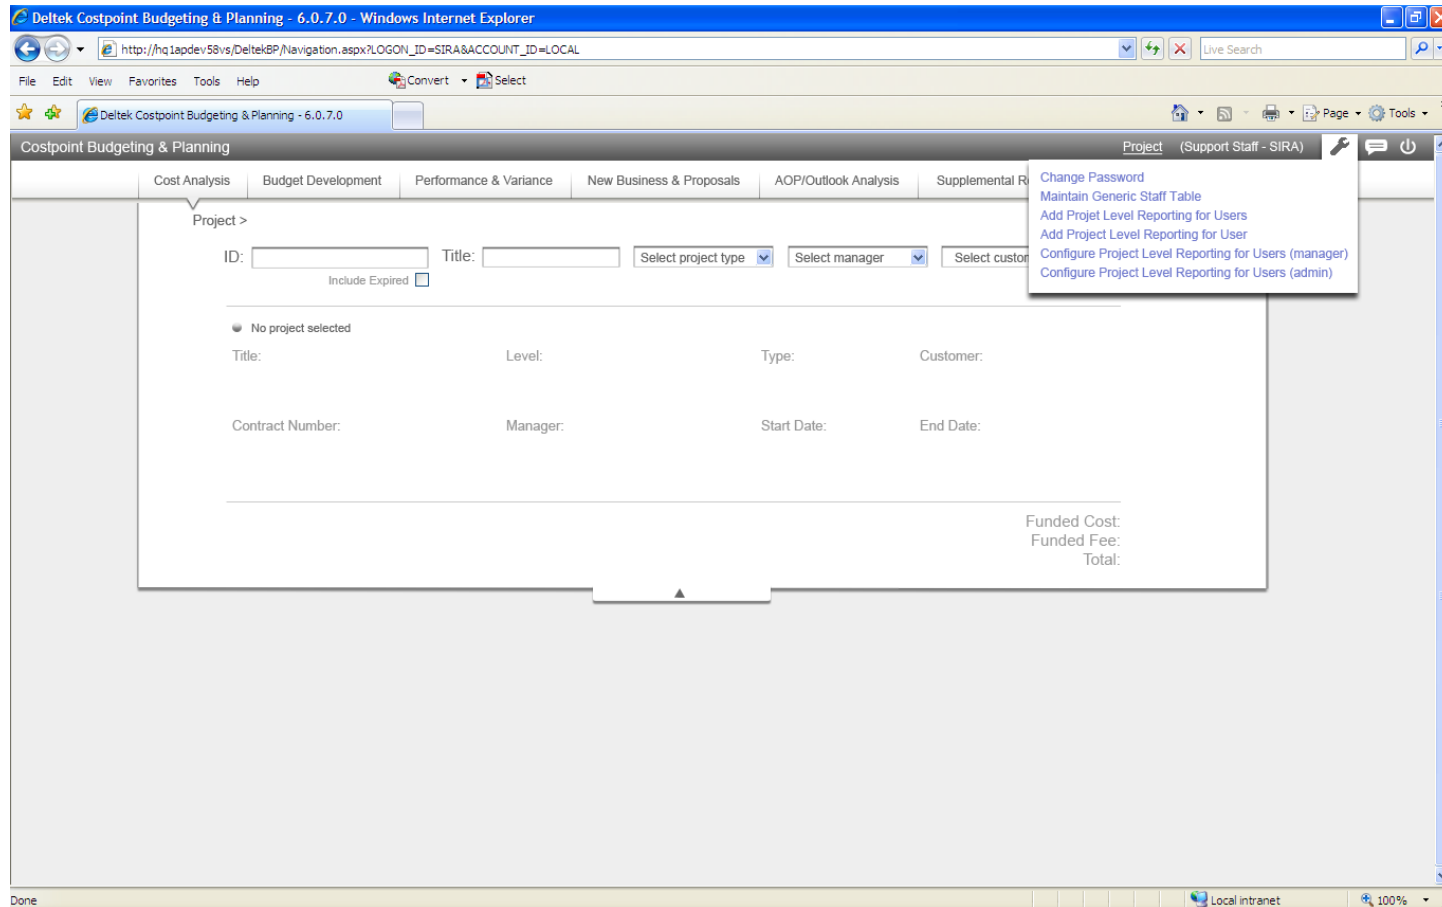 Deltek Costpoint Budgeting & Planning - 6.0.7.0 - Windows Internet Explorer
http://hq1apdev58vs/DeltekBP/Navigation.aspx?LOGON_ID=SIRA&ACCOUNT_ID=LOCAL
Live Search
File Edit View Favorites Tools Help Convert Select
Deltek Costpoint Budgeting & Planning - 6.0.7.0
Page Tools
Costpoint Budgeting & Planning Project (Support Staff - SIRA)
Cost Analysis Budget Development Performance & Variance New Business & Proposals AOP/Outlook Analysis Supplemental R
Change Password
Maintain Generic Staff Table
Add Projet Level Reporting for Users
Add Project Level Reporting for User
Configure Project Level Reporting for Users (manager)
Configure Project Level Reporting for Users (admin)
Project >
ID: Title: Select project type Select manager Select custom
Include Expired
No project selected
Title: Level: Type: Customer:
Contract Number: Manager: Start Date: End Date:
Funded Cost:
Funded Fee:
Total:
Done Local intranet 100%